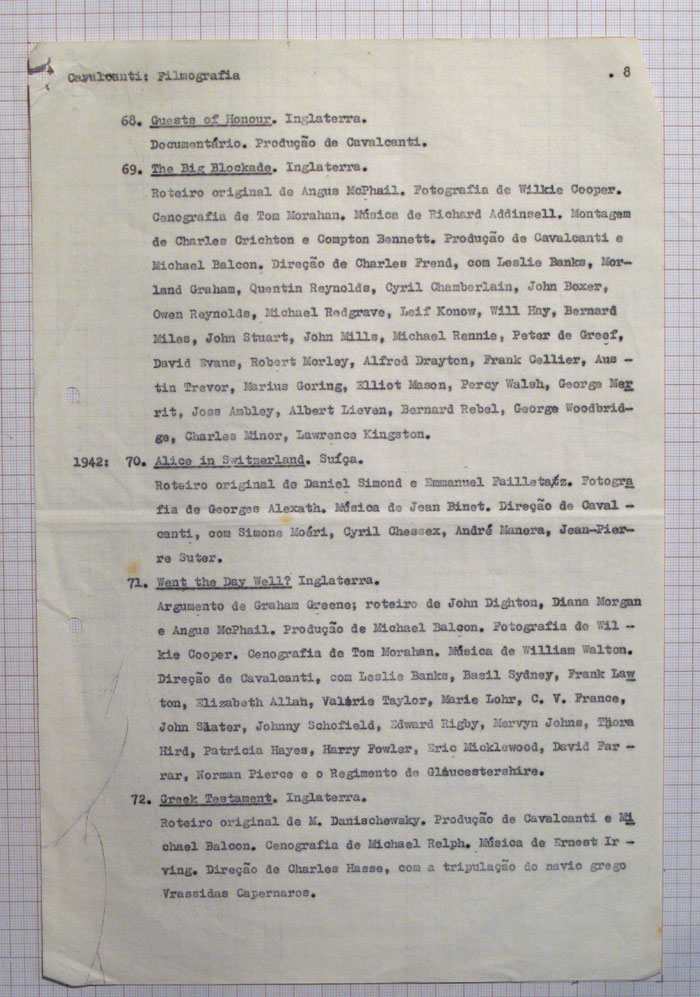 Cavalcanti: Filmografia . 8
68. Guests of Honour. Inglaterra.
Documentário. Produção de Cavalcanti.
69. The Big Blockade. Inglaterra.
Roteiro original de Angus McPhail. Fotografia de Wilkie Cooper.
Cenografia de Tom Morahan. Música de Richard Addinsell. Montagem
de Charles Crichton e Compton Bennett. Produção de Cavalcanti e
Michael Balcon. Direção de Charles Frend, com Leslie Banks, Mor-
land Graham, Quentin Reynolds, Cyril Chamberlain, John Boxer,
Owen Reynolds, Michael Redgrave, Leif Konow, Will Hay, Bernard
Miles, John Stuart, John Mills, Michael Rennie, Peter de Greef,
David Evans, Robert Morley, Alfred Drayton, Frank Cellier, Aus -
tin Trevor, Marius Goring, Elliot Mason, Percy Walsh, George Mer
rit, Joss Ambley, Albert Lieven, Bernard Rebel, George Woodbrid-
ge, Charles Minor, Lawrence Kingston.
1942: 70. Alice in Switzerland. Suíça.
Roteiro original de Daniel Simond e Emmanuel Failletaz. Fotogra
fia de Georges Alexath. Música de Jean Binet. Direção de Caval -
canti, com Simone Moéri, Cyril Chessex, André Manera, Jean-Pier-
re Suter.
71. Went the Day Well? Inglaterra.
Argumento de Graham Greene; roteiro de John Dighton, Diana Morgan
e Angus McPhail. Produção de Michael Balcon. Fotografia de Wil -
kie Cooper. Cenografia de Tom Morahan. Música de William Walton.
Direção de Cavalcanti, com Leslie Banks, Basil Sydney, Frank Law
ton, Elizabeth Allah, Valérie Taylor, Marie Lohr, C. V. France,
John Slater, Johnny Schofield, Edward Rigby, Mervyn Johns, Thora
Hird, Patricia Hayes, Harry Fowler, Eric Micklewood, David Far -
rar, Norman Pierce e o Regimento de Gláucestershire.
72. Greek Testament. Inglaterra.
Roteiro original de M. Danischewsky. Produção de Cavalcanti e Mi
chael Balcon. Cenografia de Michael Relph. Música de Ernest Ir -
ving. Direção de Charles Hasse, com a tripulação do navio grego
Vrassidas Capernaros.